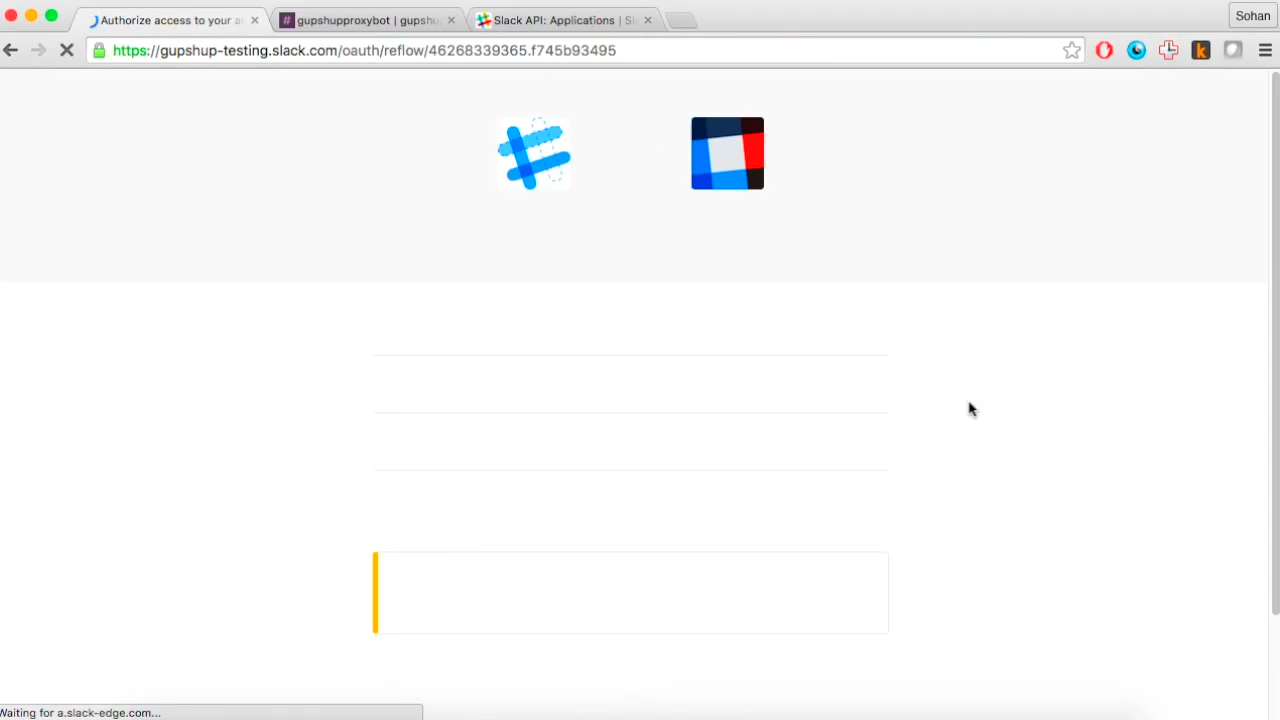 Authorize access to your a
gupshupproxybot | gupshu
Slack API: Applications | Sl
Sohan
https://gupshup-testing.slack.com/oauth/reflow/46268339365.f745b93495
k
Waiting for a.slack-edge.com...